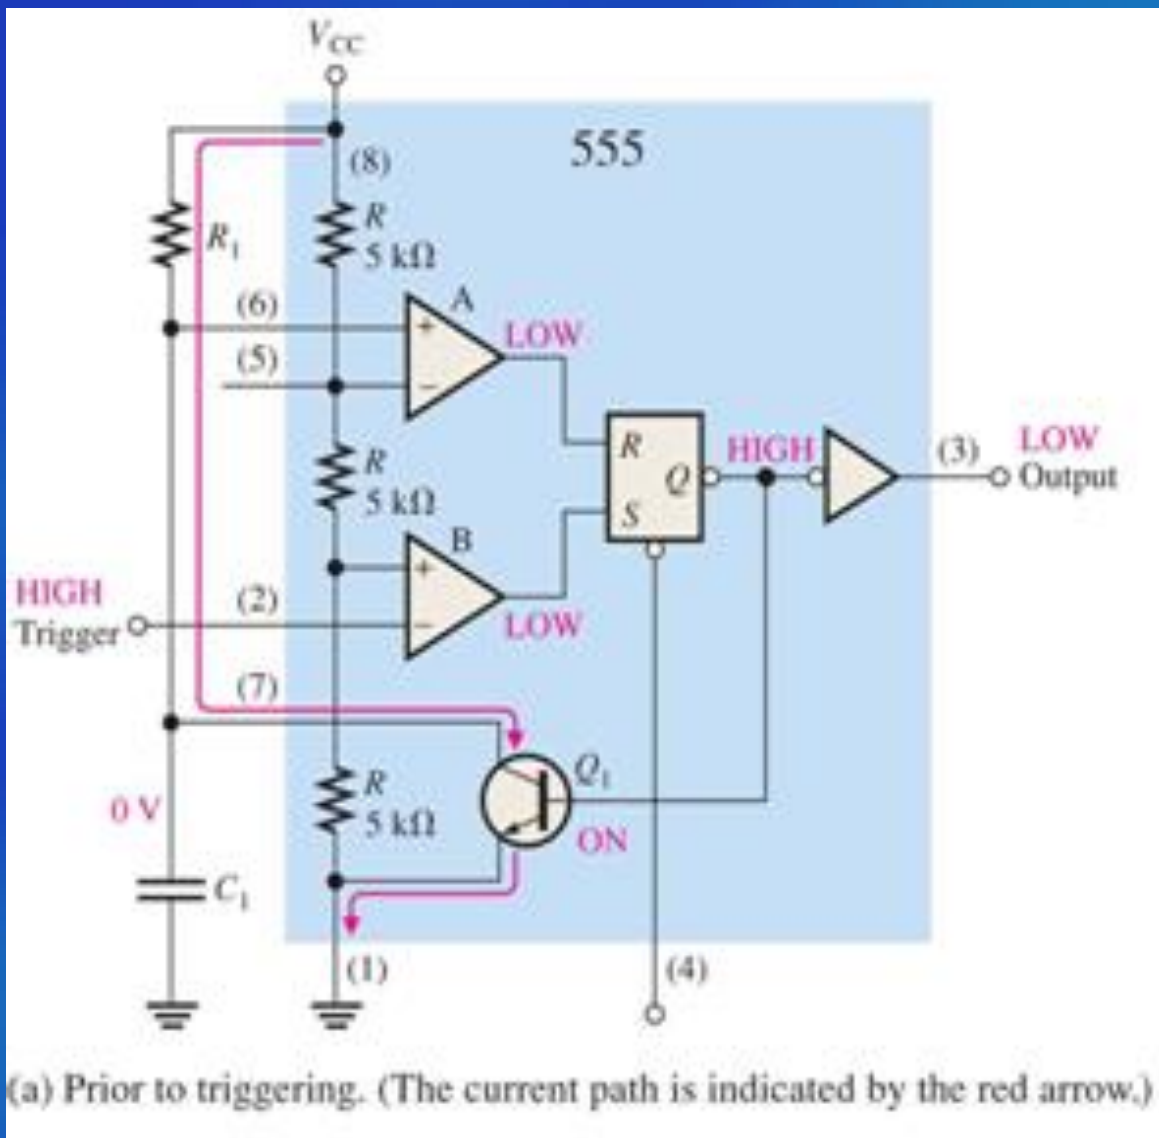 V_CC
555
(8)
R
5 kΩ
R₁
(6)
A
+
LOW
(5)
−
R
5 kΩ
R
Q
S
HIGH
(3)
LOW
Output
B
+
HIGH
Trigger
(2)
−
LOW
(7)
Q₁
R
5 kΩ
0 V
ON
C₁
(1)
(4)
(a) Prior to triggering. (The current path is indicated by the red arrow.)